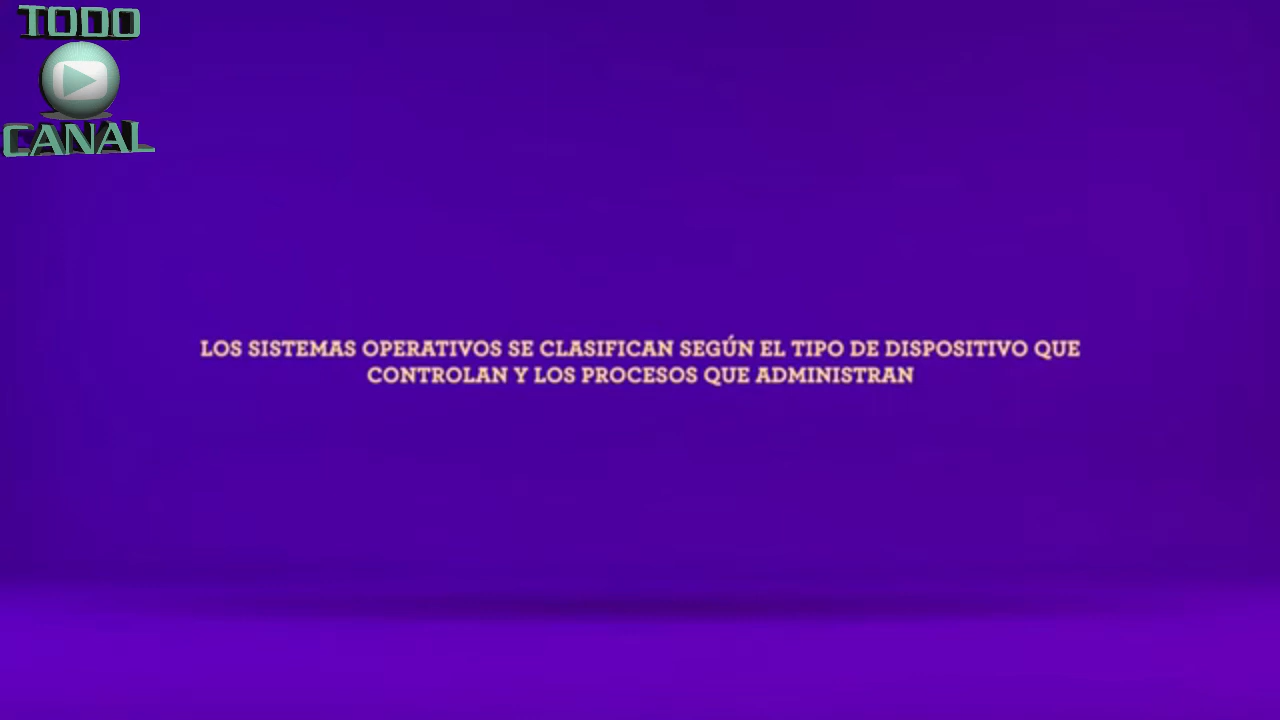 TODO
CANAL
LOS SISTEMAS OPERATIVOS SE CLASIFICAN SEGÚN EL TIPO DE DISPOSITIVO QUE
CONTROLAN Y LOS PROCESOS QUE ADMINISTRAN